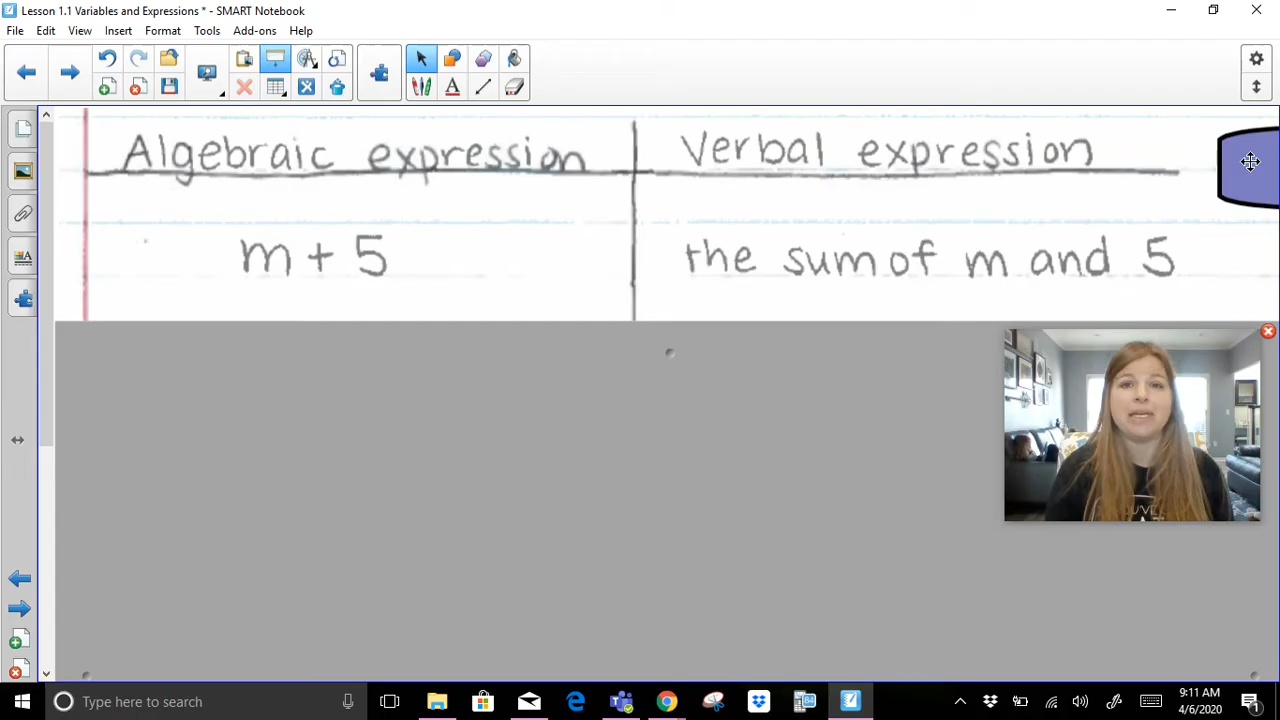 Lesson 1.1 Variables and Expressions * - SMART Notebook
File Edit View Insert Format Tools Add-ons Help
Algebraic expression Verbal expression
m + 5 the sum of m and 5
Type here to search
9:11 AM
4/6/2020